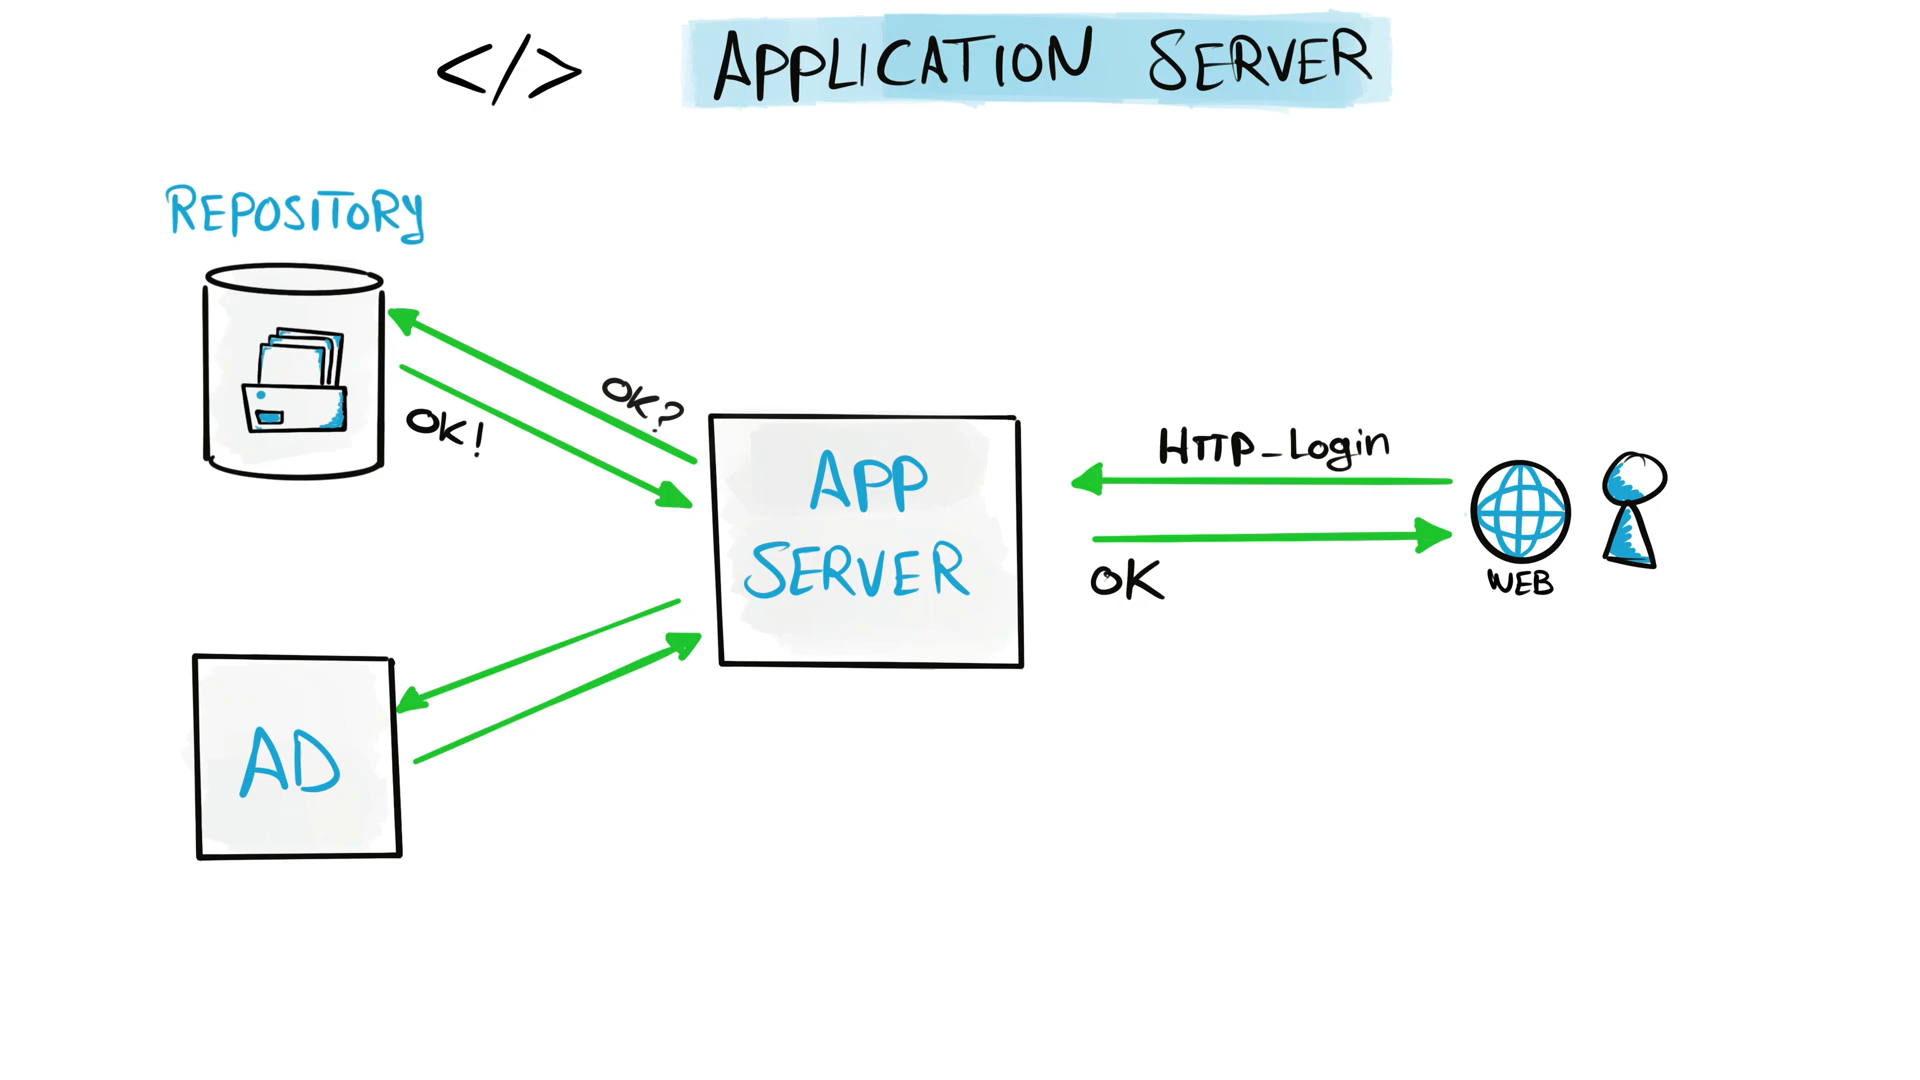 </> APPLICATION SERVER
REPOSITORY
OK?
OK!
APP
SERVER
HTTP_Login
OK
WEB
AD